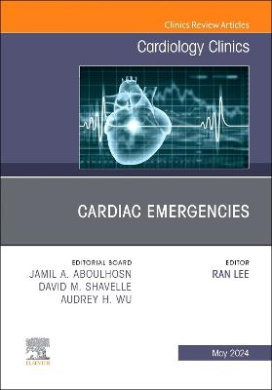 Clinics Review Articles
Cardiology Clinics
CARDIAC EMERGENCIES
EDITORIAL BOARD
JAMIL A. ABOULHOSN
DAVID M. SHAVELLE
AUDREY H. WU
EDITOR
RAN LEE
ELSEVIER
May 2024